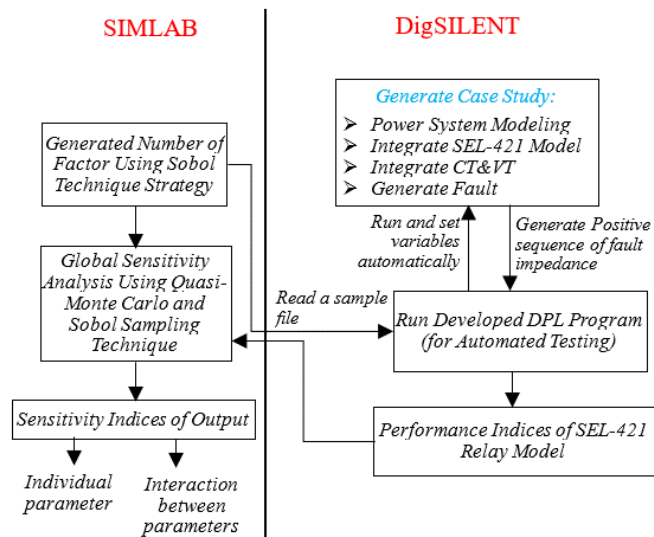 SIMLAB
DigSILENT
Generate Case Study:
➤ Power System Modeling
➤ Integrate SEL-421 Model
➤ Integrate CT&VT
➤ Generate Fault
Generated Number of
Factor Using Sobol
Technique Strategy
Run and set
variables
automatically
Generate Positive
sequence of fault
impedance
Global Sensitivity
Analysis Using Quasi-
Monte Carlo and
Sobol Sampling
Technique
Read a sample
file
Run Developed DPL Program
(for Automated Testing)
Sensitivity Indices of Output
Performance Indices of SEL-421
Relay Model
Individual
parameter
Interaction
between
parameters